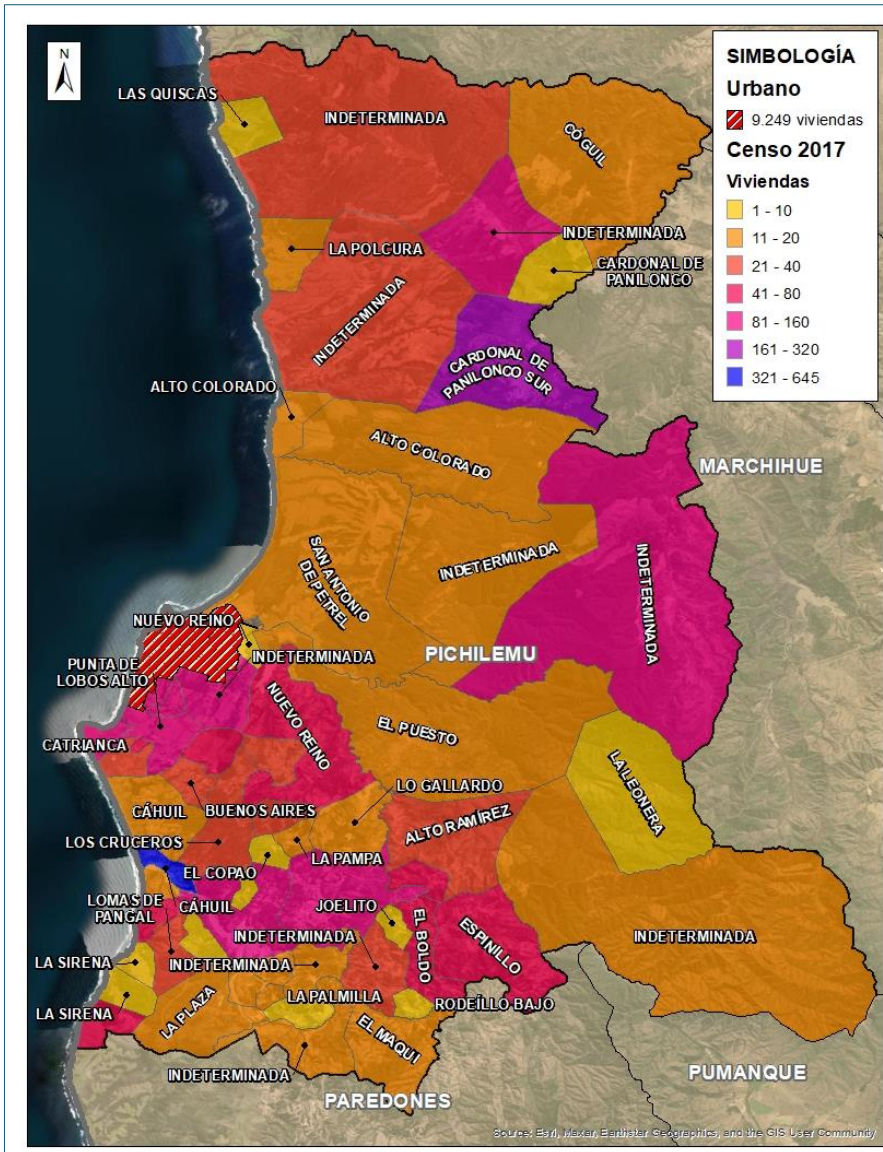 N
SIMBOLOGÍA
Urbano
9.249 viviendas
Censo 2017
Viviendas
1 - 10
11 - 20
21 - 40
41 - 80
81 - 160
161 - 320
321 - 645
LAS QUISCAS
INDETERMINADA
CÓGUIL
LA POLCURA
INDETERMINADA
CARDONAL DE
PANILONCO
INDETERMINADA
CARDONAL DE
PANILONCO SUR
ALTO COLORADO
ALTO COLORADO
MARCHIHUE
SAN ANTONIO
DE PETREL
INDETERMINADA
INDETERMINADA
NUEVO REINO
INDETERMINADA
PICHILEMU
PUNTA DE
LOBOS ALTO
NUEVO REINO
CATRIANCA
EL PUESTO
LA LEONERA
LO GALLARDO
CÁHUIL
BUENOS AIRES
ALTO RAMÍREZ
LOS CRUCEROS
LA PAMPA
EL COPAO
CÁHUIL
LOMAS DE
PANGAL
JOELITO
EL BOLDO
ESPINILLO
INDETERMINADA
INDETERMINADA
LA SIRENA
INDETERMINADA
LA SIRENA
LA PLAZA
LA PALMILLA
RODEÍLLO BAJO
EL MAQUI
INDETERMINADA
PUMANQUE
PAREDONES
Source: Esri, Maxar, Earthstar Geographics, and the GIS User Community